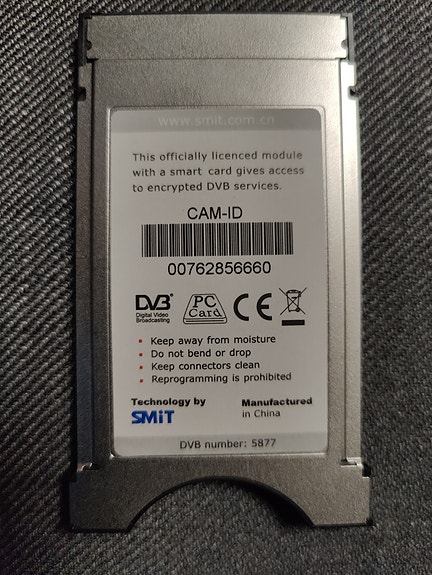 www.smit.com.cn
This officially licenced module
with a smart card gives access
to encrypted DVB services.
CAM-ID
00762856660
DVB
Digital Video
Broadcasting
PC
Card
CE
• Keep away from moisture
• Do not bend or drop
• Keep connectors clean
• Reprogramming is prohibited
Technology by
SMiT
Manufactured
in China
DVB number: 5877